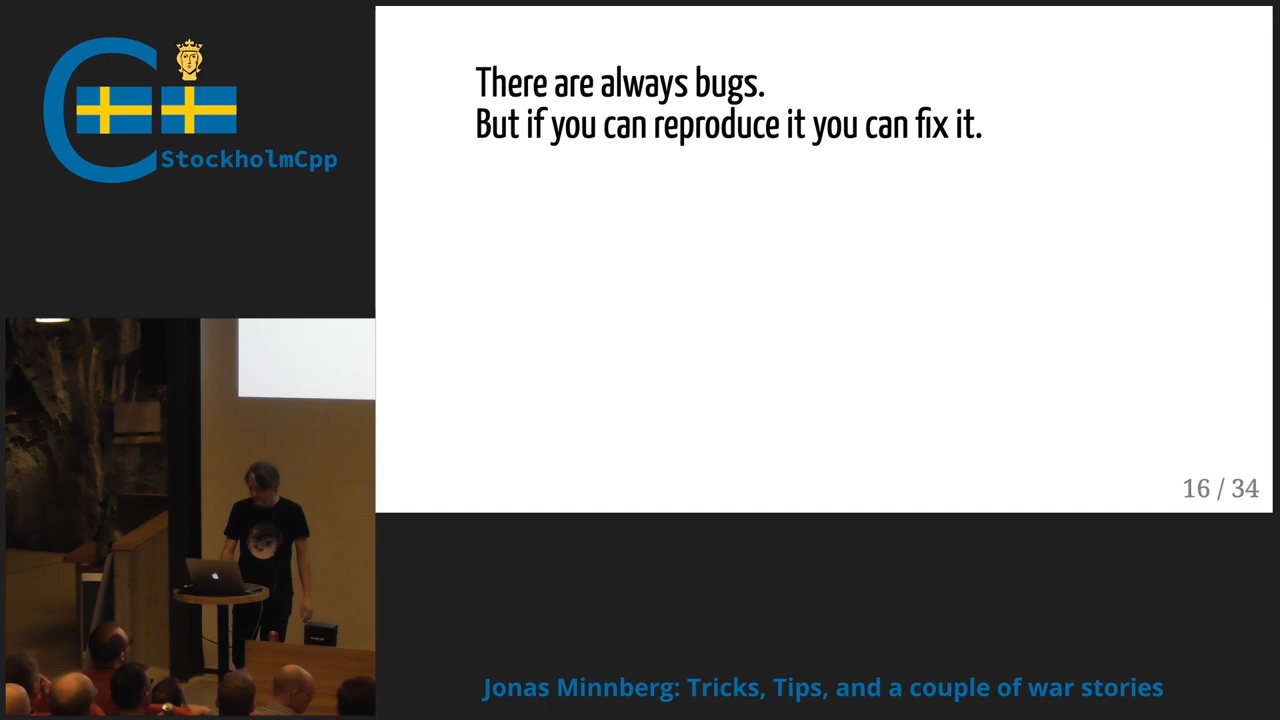 StockholmCpp
There are always bugs.
But if you can reproduce it you can fix it.
16 / 34
Jonas Minnberg: Tricks, Tips, and a couple of war stories